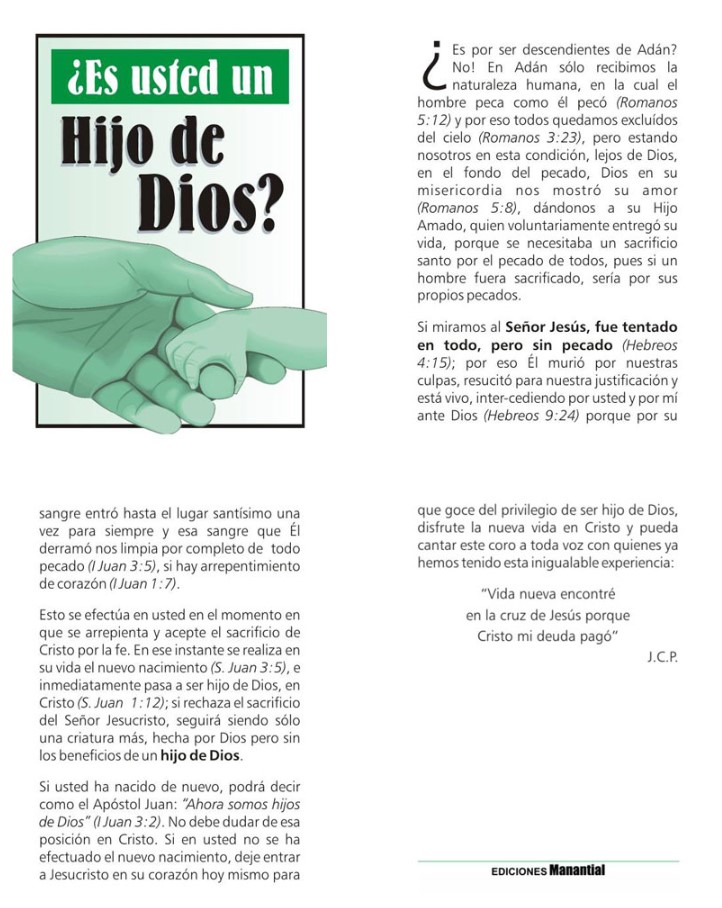 ¿Es usted un
Hijo de
Dios?
¿Es por ser descendientes de Adán?
No! En Adán sólo recibimos la
naturaleza humana, en la cual el
hombre peca como él pecó (Romanos
5:12) y por eso todos quedamos excluídos
del cielo (Romanos 3:23), pero estando
nosotros en esta condición, lejos de Dios,
en el fondo del pecado, Dios en su
misericordia nos mostró su amor
(Romanos 5:8), dándonos a su Hijo
Amado, quien voluntariamente entregó su
vida, porque se necesitaba un sacrificio
santo por el pecado de todos, pues si un
hombre fuera sacrificado, sería por sus
propios pecados.
Si miramos al Señor Jesús, fue tentado
en todo, pero sin pecado (Hebreos
4:15); por eso Él murió por nuestras
culpas, resucitó para nuestra justificación y
está vivo, inter-cediendo por usted y por mí
ante Dios (Hebreos 9:24) porque por su
sangre entró hasta el lugar santísimo una
vez para siempre y esa sangre que Él
derramó nos limpia por completo de todo
pecado (I Juan 3:5), si hay arrepentimiento
de corazón (I Juan 1:7).
Esto se efectúa en usted en el momento en
que se arrepienta y acepte el sacrificio de
Cristo por la fe. En ese instante se realiza en
su vida el nuevo nacimiento (S. Juan 3:5), e
inmediatamente pasa a ser hijo de Dios, en
Cristo (S. Juan 1:12); si rechaza el sacrificio
del Señor Jesucristo, seguirá siendo sólo
una criatura más, hecha por Dios pero sin
los beneficios de un hijo de Dios.
Si usted ha nacido de nuevo, podrá decir
como el Apóstol Juan: “Ahora somos hijos
de Dios” (I Juan 3:2). No debe dudar de esa
posición en Cristo. Si en usted no se ha
efectuado el nuevo nacimiento, deje entrar
a Jesucristo en su corazón hoy mismo para
que goce del privilegio de ser hijo de Dios,
disfrute la nueva vida en Cristo y pueda
cantar este coro a toda voz con quienes ya
hemos tenido esta inigualable experiencia:
“Vida nueva encontré
en la cruz de Jesús porque
Cristo mi deuda pagó”
J.C.P.
EDICIONES Manantial